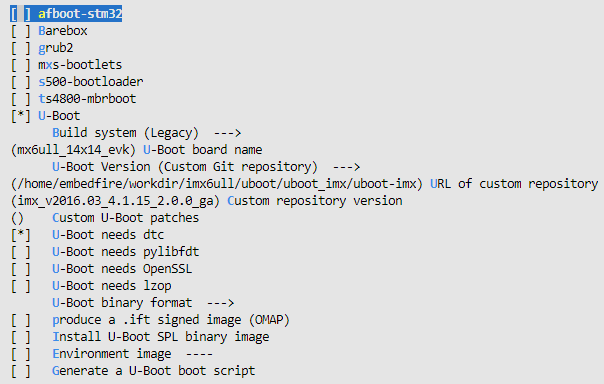 [ ] afboot-stm32
[ ] Barebox
[ ] grub2
[ ] mxs-bootlets
[ ] s500-bootloader
[ ] ts4800-mbrboot
[*] U-Boot
Build system (Legacy)  --->
(mx6ull_14x14_evk) U-Boot board name
U-Boot Version (Custom Git repository)  --->
(/home/embedfire/workdir/imx6ull/uboot/uboot_imx/uboot-imx) URL of custom repository
(imx_v2016.03_4.1.15_2.0.0_ga) Custom repository version
()    Custom U-Boot patches
[*]   U-Boot needs dtc
[ ]   U-Boot needs pylibfdt
[ ]   U-Boot needs OpenSSL
[ ]   U-Boot needs lzop
U-Boot binary format  --->
[ ]   produce a .ift signed image (OMAP)
[ ]   Install U-Boot SPL binary image
[ ]   Environment image  ----
[ ]   Generate a U-Boot boot script